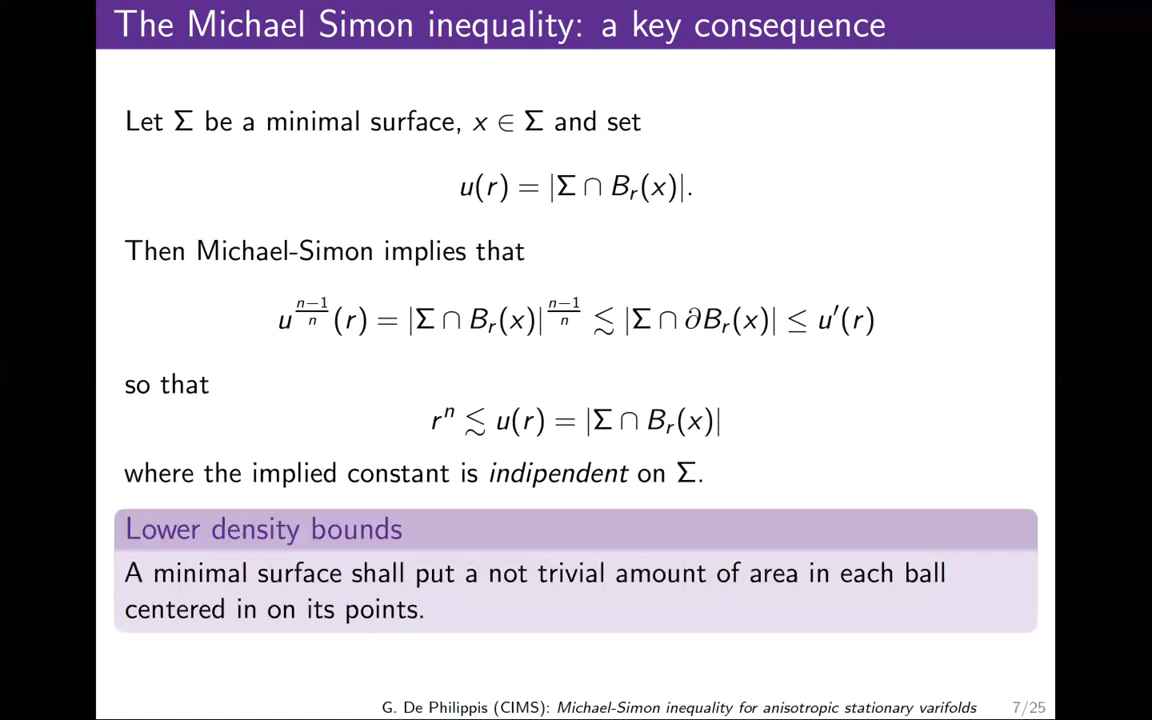 The Michael Simon inequality: a key consequence
Let Σ be a minimal surface, x ∈ Σ and set
u(r) = |Σ ∩ B_r(x)|.
Then Michael-Simon implies that
u^{\frac{n-1}{n}}(r) = |Σ ∩ B_r(x)|^{\frac{n-1}{n}} ≲ |Σ ∩ ∂B_r(x)| ≤ u′(r)
so that
r^n ≲ u(r) = |Σ ∩ B_r(x)|
where the implied constant is indipendent on Σ.
Lower density bounds
A minimal surface shall put a not trivial amount of area in each ball
centered in on its points.
G. De Philippis (CIMS): Michael-Simon inequality for anisotropic stationary varifolds 7/25